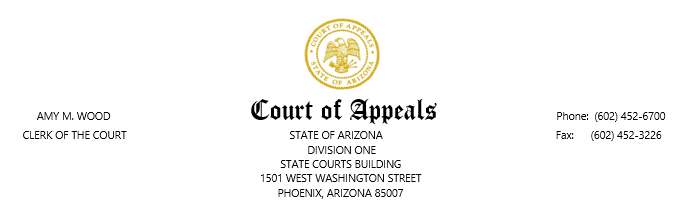 COURT OF APPEALS
STATE OF ARIZONA
Court of Appeals
AMY M. WOOD
Phone: (602) 452-6700
CLERK OF THE COURT
STATE OF ARIZONA
Fax: (602) 452-3226
DIVISION ONE
STATE COURTS BUILDING
1501 WEST WASHINGTON STREET
PHOENIX, ARIZONA 85007